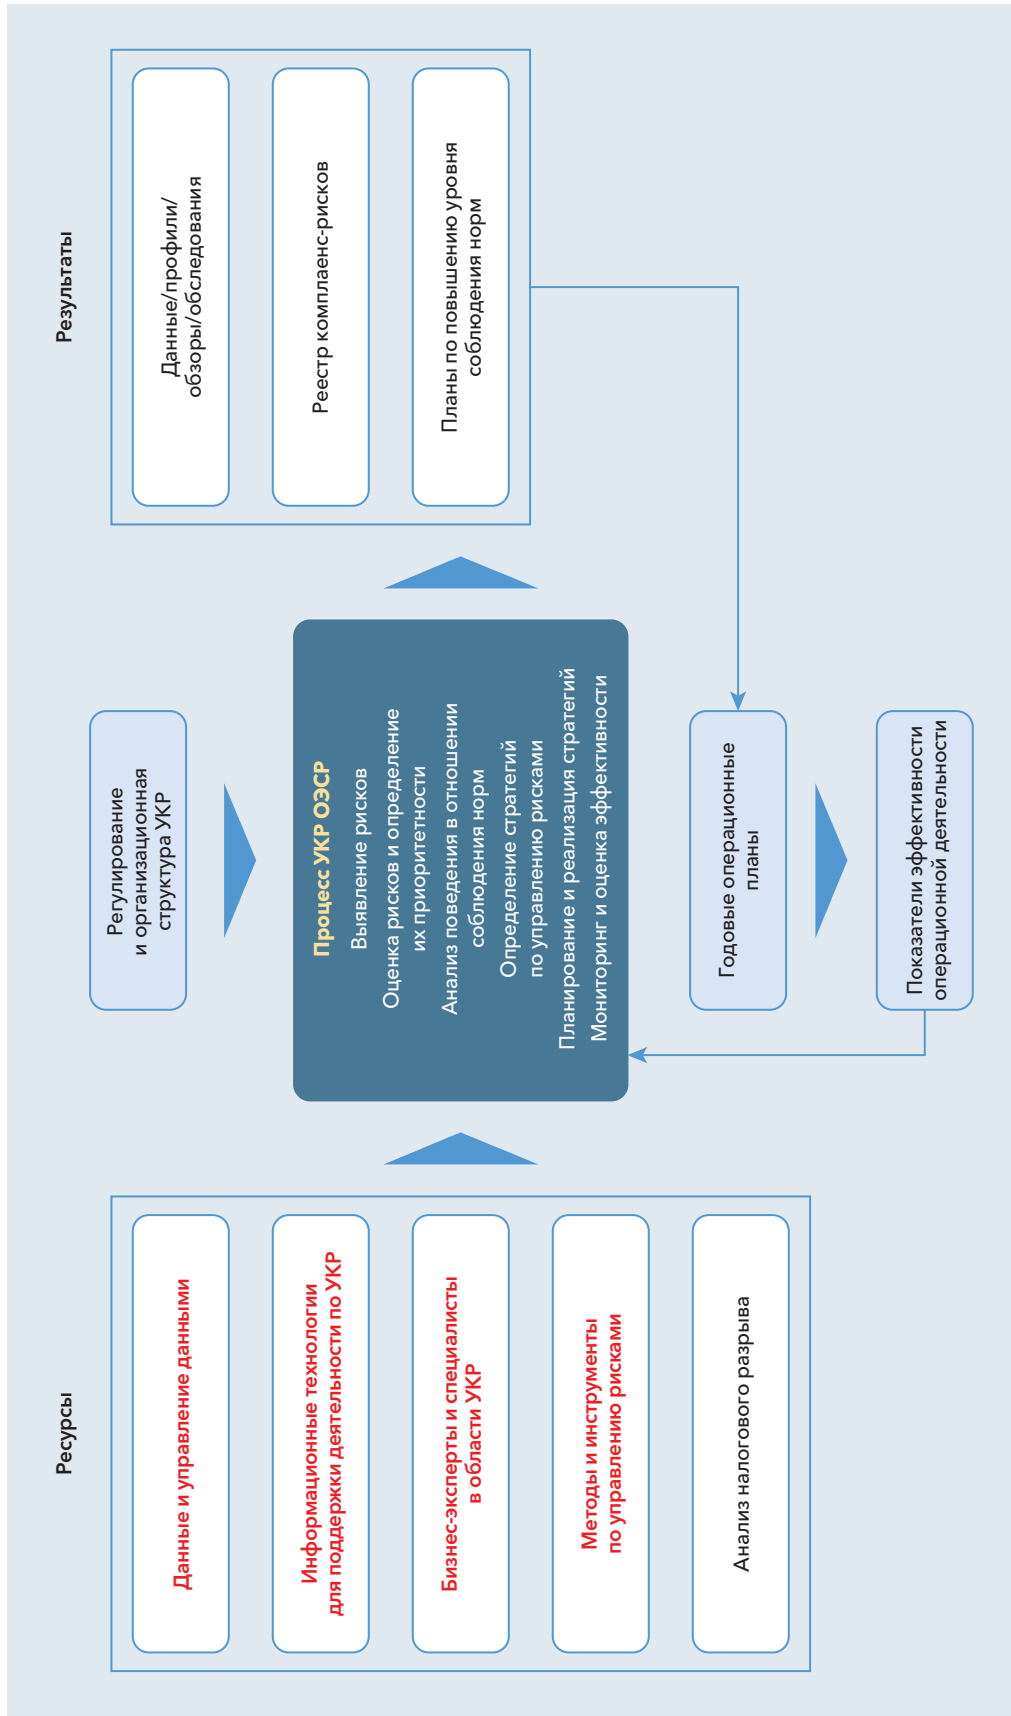 Ресурсы
Данные и управление данными
Информационные технологии
для поддержки деятельности по УКР
Бизнес-эксперты и специалисты
в области УКР
Методы и инструменты
по управлению рисками
Анализ налогового разрыва
Регулирование
и организационная
структура УКР
Процесс УКР ОЭСР
Выявление рисков
Оценка рисков и определение
их приоритетности
Анализ поведения в отношении
соблюдения норм
Определение стратегий
по управлению рисками
Планирование и реализация стратегий
Мониторинг и оценка эффективности
Годовые операционные
планы
Показатели эффективности
операционной деятельности
Результаты
Данные/профили/
обзоры/обследования
Реестр комплаенс-рисков
Планы по повышению уровня
соблюдения норм